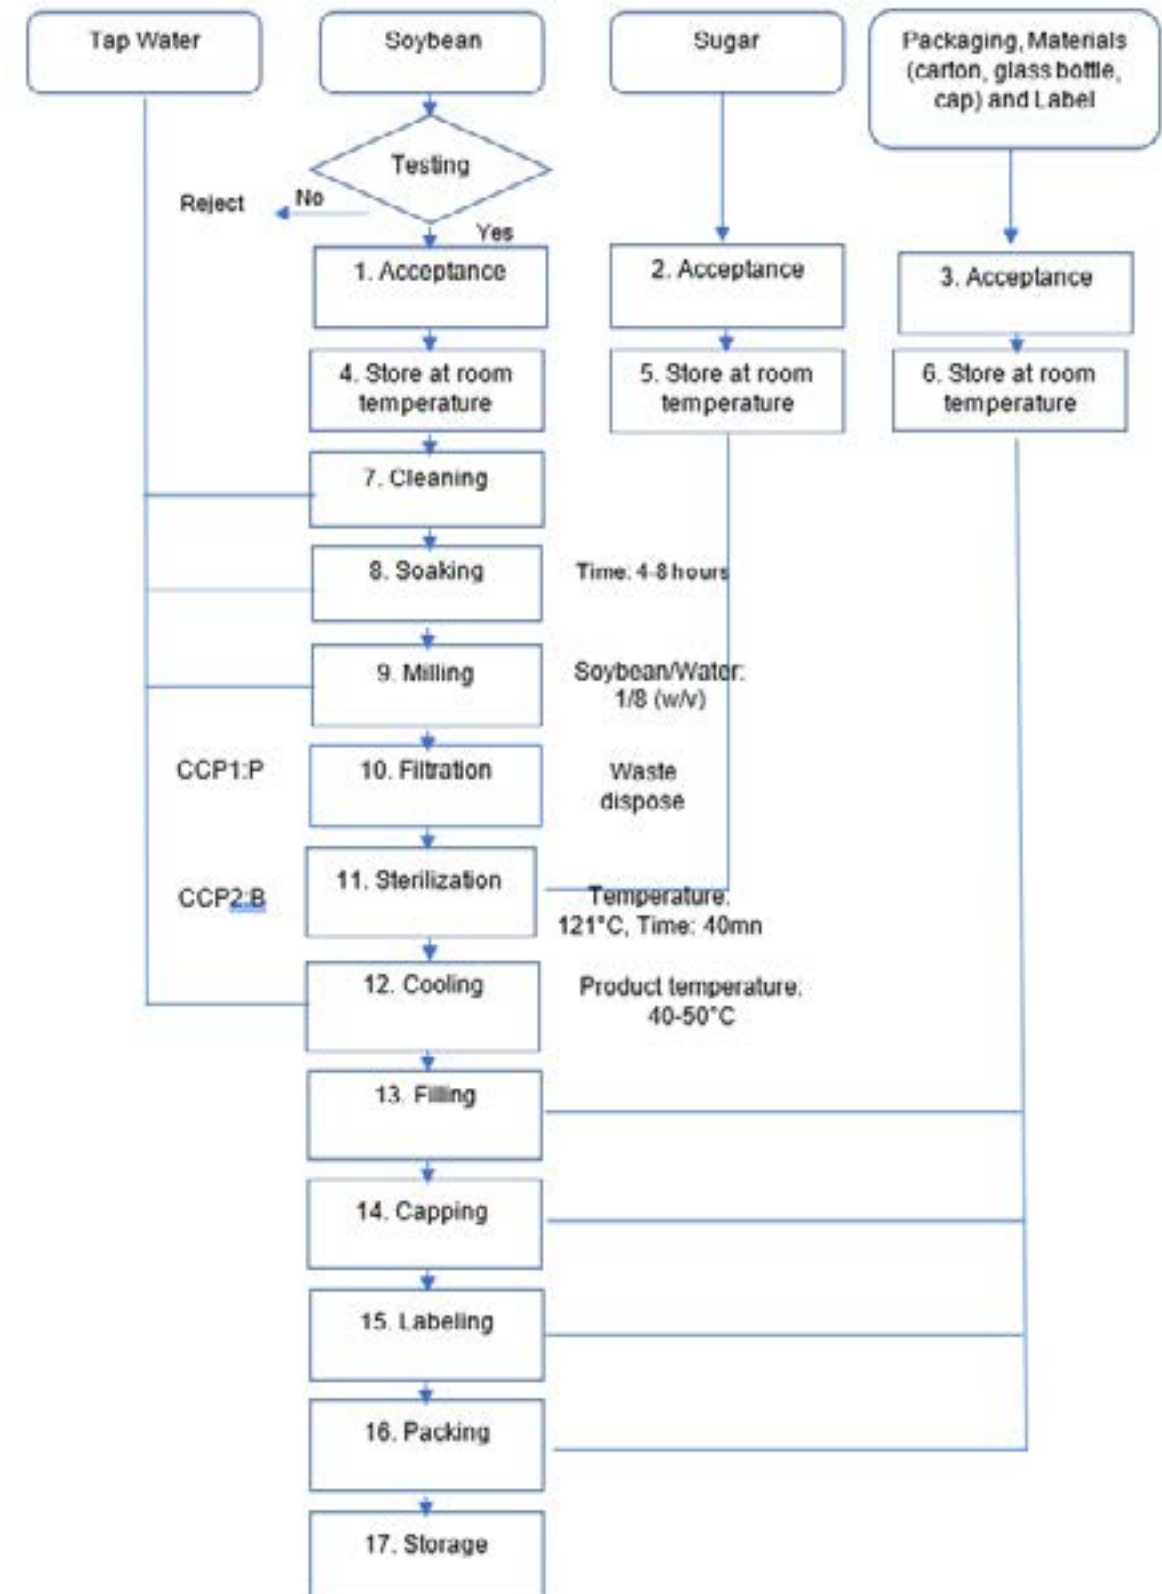 Tap Water
Soybean
Sugar
Packaging, Materials
(carton, glass bottle,
cap) and Label
Testing
Reject
No
Yes
1. Acceptance
2. Acceptance
3. Acceptance
4. Store at room
temperature
5. Store at room
temperature
6. Store at room
temperature
7. Cleaning
8. Soaking
Time: 4-8 hours
9. Milling
Soybean/Water:
1/8 (w/v)
CCP1:P
10. Filtration
Waste
dispose
CCP2:B
11. Sterilization
Temperature:
121°C, Time: 40mn
12. Cooling
Product temperature:
40-50°C
13. Filling
14. Capping
15. Labeling
16. Packing
17. Storage